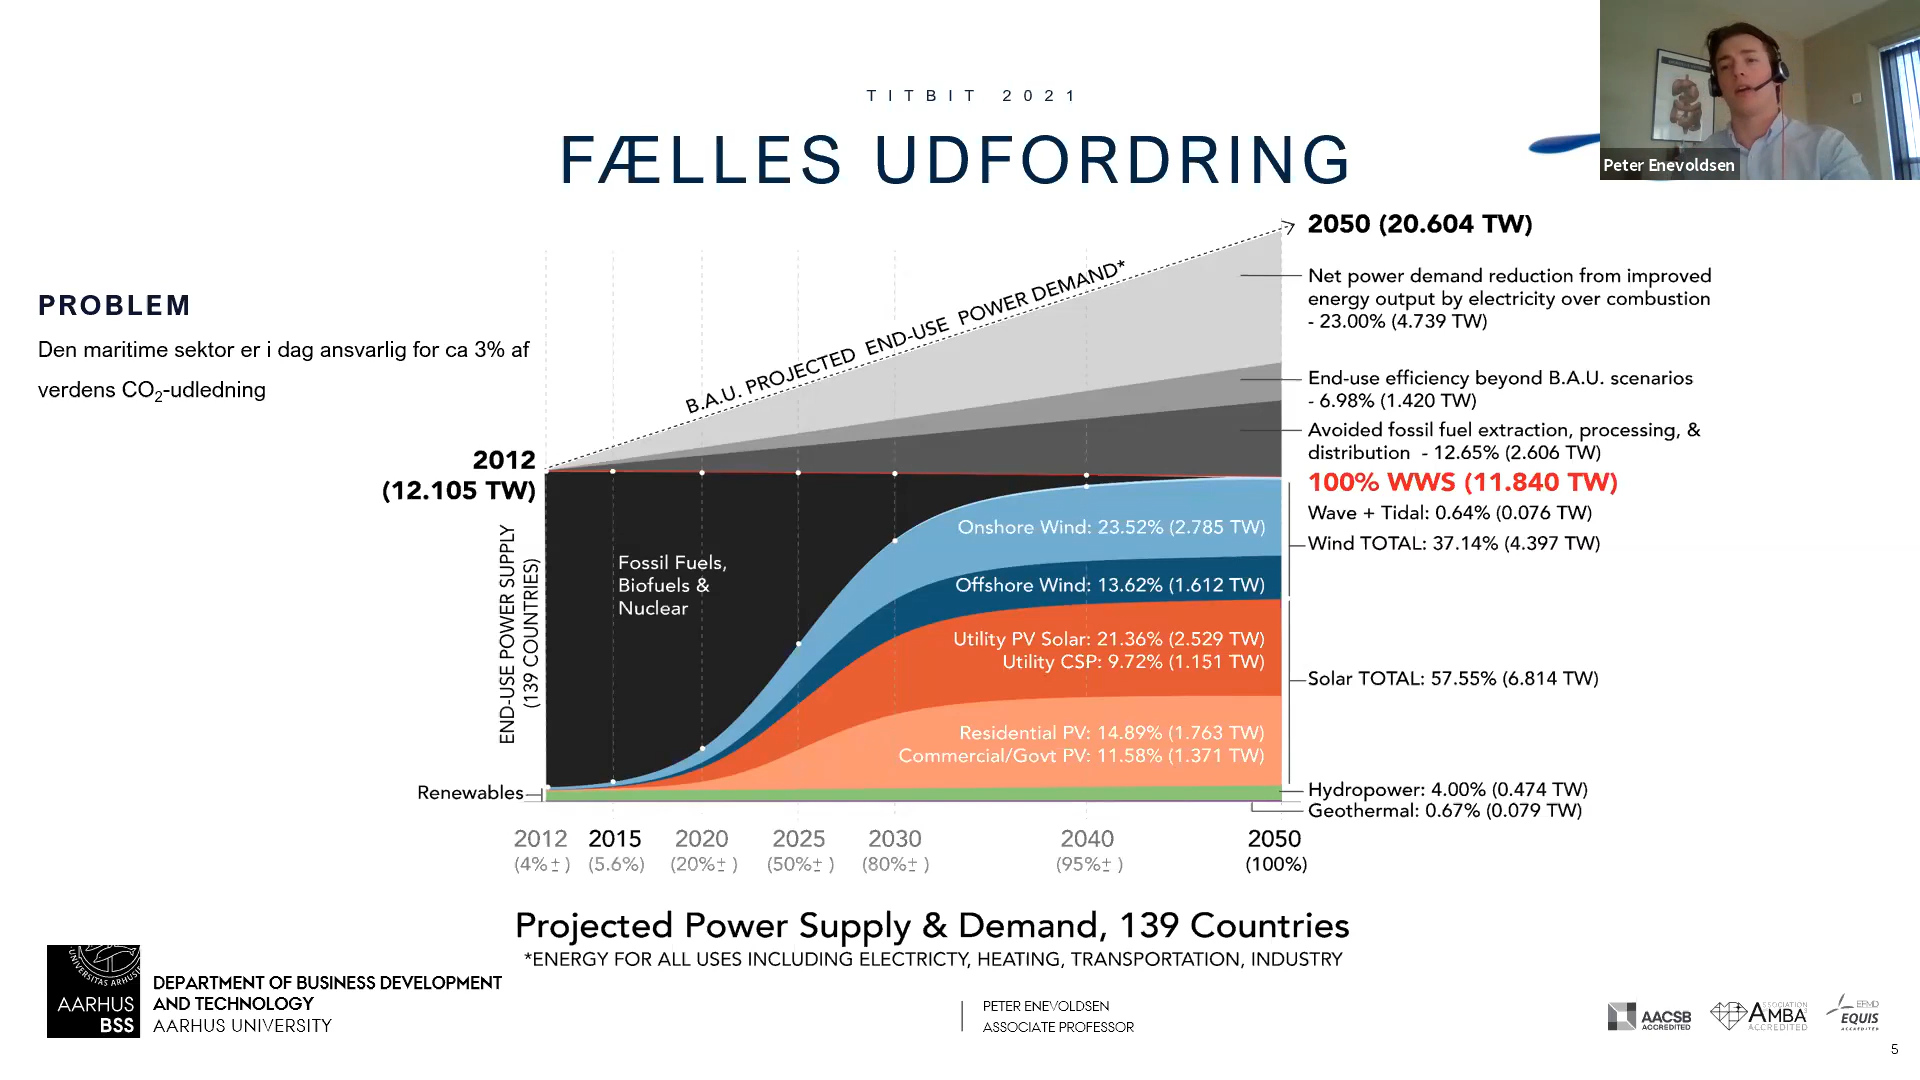 TITBIT 2021
FÆLLES UDFORDRING
Peter Enevoldsen
PROBLEM
Den maritime sektor er i dag ansvarlig for ca 3% af
verdens CO2-udledning
2050 (20.604 TW)
B.A.U. PROJECTED END-USE POWER DEMAND*
Net power demand reduction from improved
energy output by electricity over combustion
- 23.00% (4.739 TW)
End-use efficiency beyond B.A.U. scenarios
- 6.98% (1.420 TW)
Avoided fossil fuel extraction, processing, &
distribution - 12.65% (2.606 TW)
2012
(12.105 TW)
100% WWS (11.840 TW)
Wave + Tidal: 0.64% (0.076 TW)
Wind TOTAL: 37.14% (4.397 TW)
END-USE POWER SUPPLY
(139 COUNTRIES)
Fossil Fuels,
Biofuels &
Nuclear
Onshore Wind: 23.52% (2.785 TW)
Offshore Wind: 13.62% (1.612 TW)
Utility PV Solar: 21.36% (2.529 TW)
Utility CSP: 9.72% (1.151 TW)
Solar TOTAL: 57.55% (6.814 TW)
Residential PV: 14.89% (1.763 TW)
Commercial/Govt PV: 11.58% (1.371 TW)
Renewables
Hydropower: 4.00% (0.474 TW)
Geothermal: 0.67% (0.079 TW)
2012 2015 2020 2025 2030 2040 2050
(4%±) (5.6%) (20%±) (50%±) (80%±) (95%±) (100%)
Projected Power Supply & Demand, 139 Countries
*ENERGY FOR ALL USES INCLUDING ELECTRICTY, HEATING, TRANSPORTATION, INDUSTRY
AARHUS
BSS
DEPARTMENT OF BUSINESS DEVELOPMENT
AND TECHNOLOGY
AARHUS UNIVERSITY
PETER ENEVOLDSEN
ASSOCIATE PROFESSOR
AACSB
ACCREDITED
ASSOCIATION
AMBA
ACCREDITED
EFMD
EQUIS
ACCREDITED
5